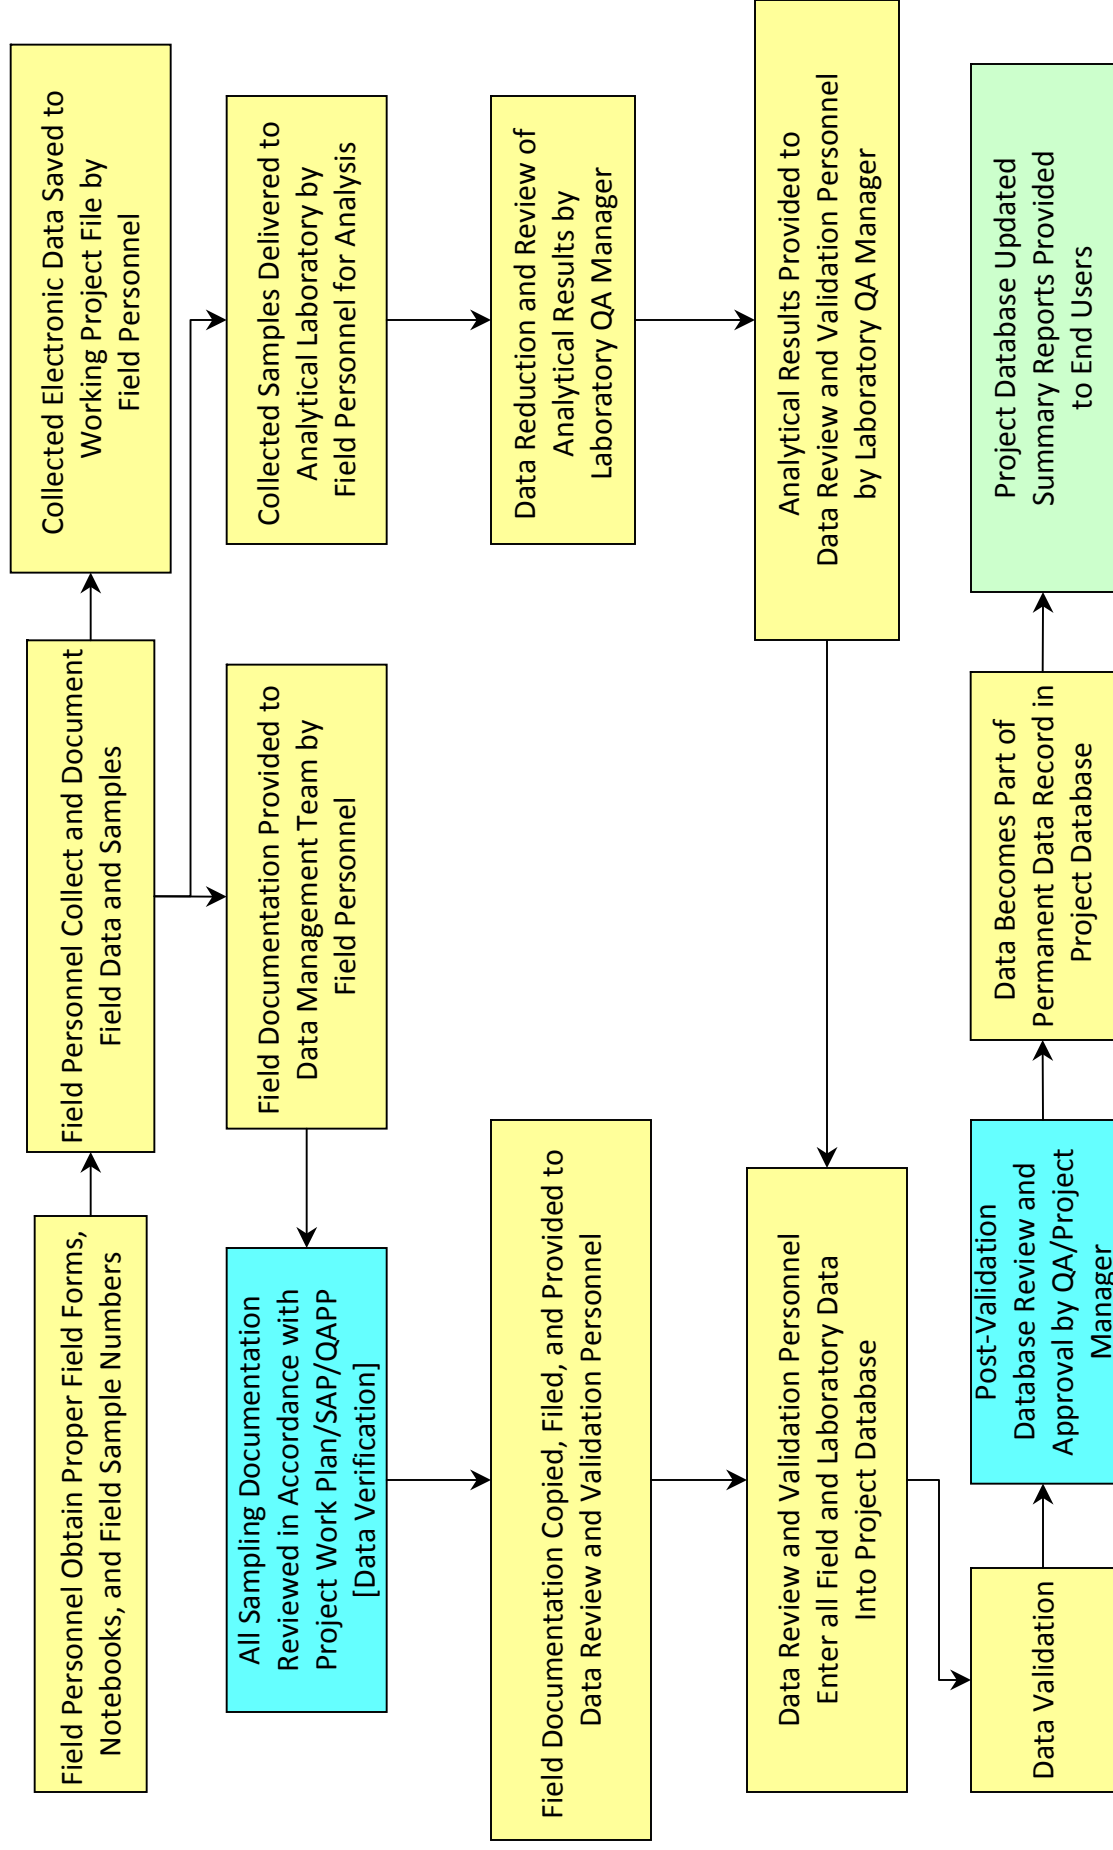 Field Personnel Obtain Proper Field Forms,
Notebooks, and Field Sample Numbers
Field Personnel Collect and Document
Field Data and Samples
Collected Electronic Data Saved to
Working Project File by
Field Personnel
All Sampling Documentation
Reviewed in Accordance with
Project Work Plan/SAP/QAPP
[Data Verification]
Field Documentation Provided to
Data Management Team by
Field Personnel
Collected Samples Delivered to
Analytical Laboratory by
Field Personnel for Analysis
Field Documentation Copied, Filed, and Provided to
Data Review and Validation Personnel
Data Reduction and Review of
Analytical Results by
Laboratory QA Manager
Data Review and Validation Personnel
Enter all Field and Laboratory Data
Into Project Database
Analytical Results Provided to
Data Review and Validation Personnel
by Laboratory QA Manager
Data Validation
Post-Validation
Database Review and
Approval by QA/Project
Manager
Data Becomes Part of
Permanent Data Record in
Project Database
Project Database Updated
Summary Reports Provided
to End Users